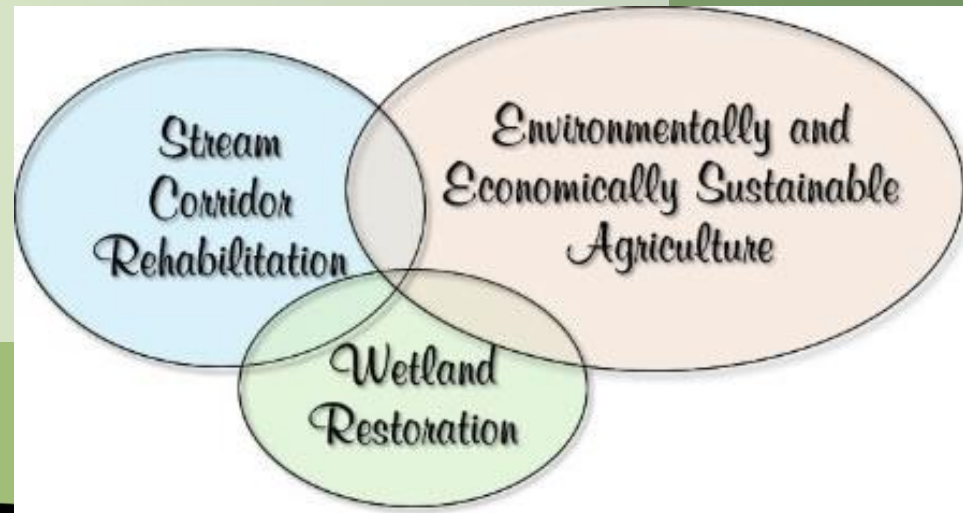 Stream
Corridor
Rehabilitation
Environmentally and
Economically Sustainable
Agriculture
Wetland
Restoration